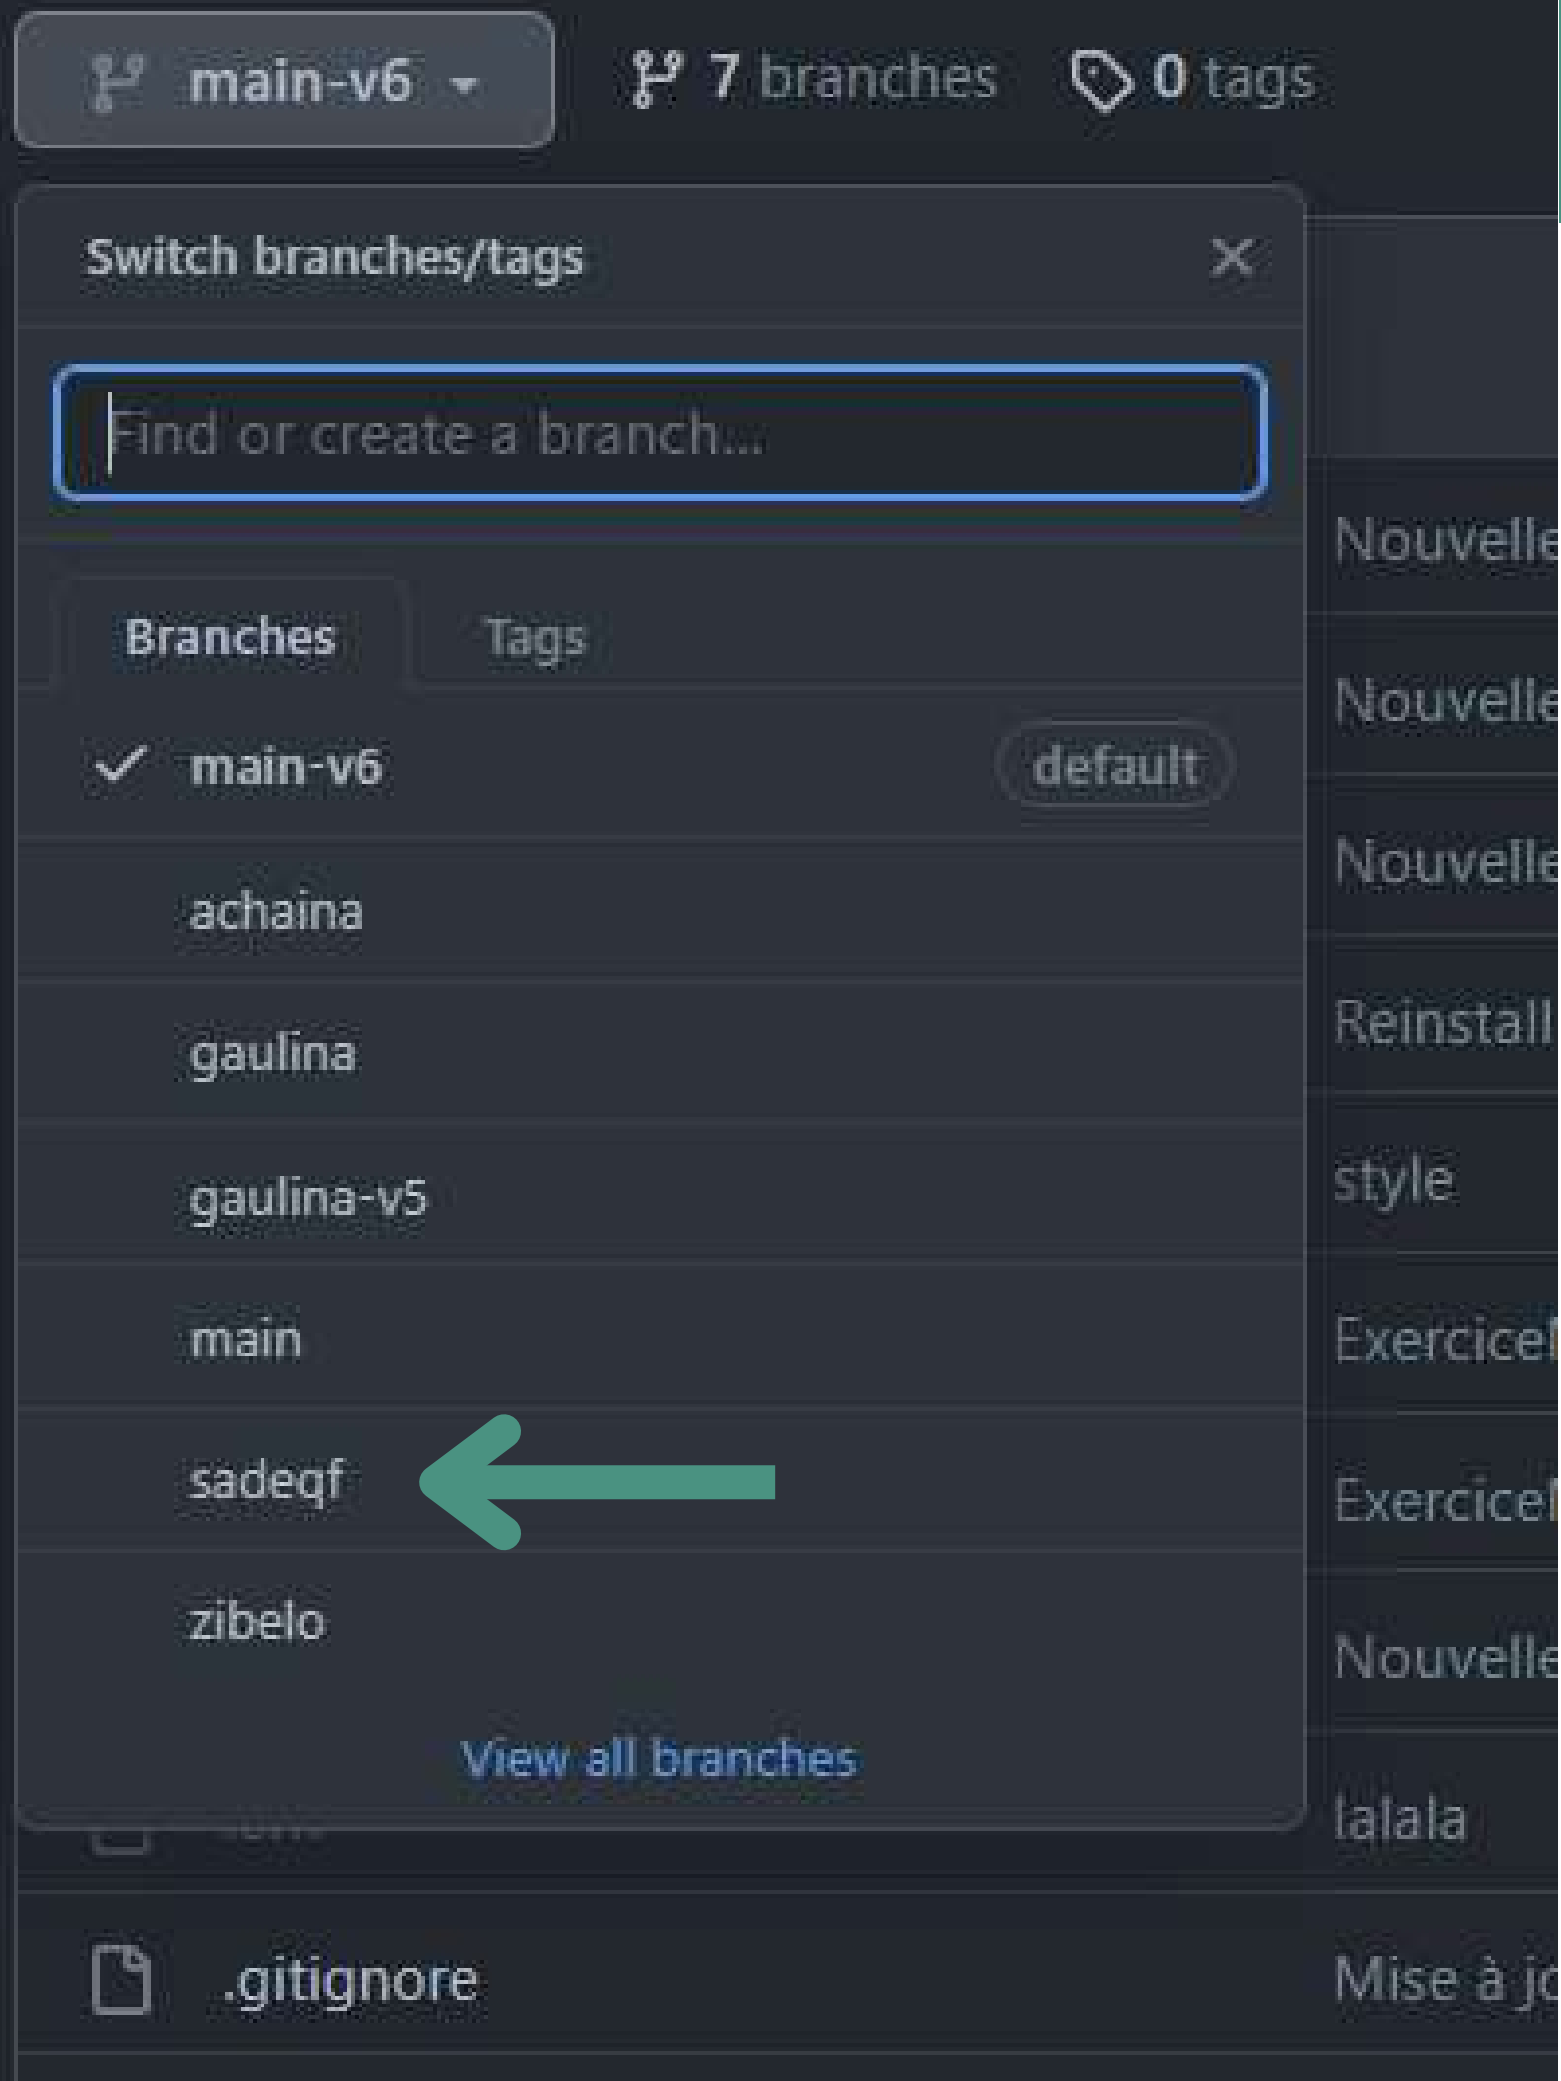 main-v6 7 branches 0 tags
Switch branches/tags
Find or create a branch...
Branches Tags
main-v6 default
achaina
gaulina
gaulina-v5
main
sadeqf
zibelo
View all branches
.gitignore
Nouvelle
Nouvelle
Nouvelle
Reinstall
style
Exercice
Exercice
Nouvelle
lalala
Mise à jo